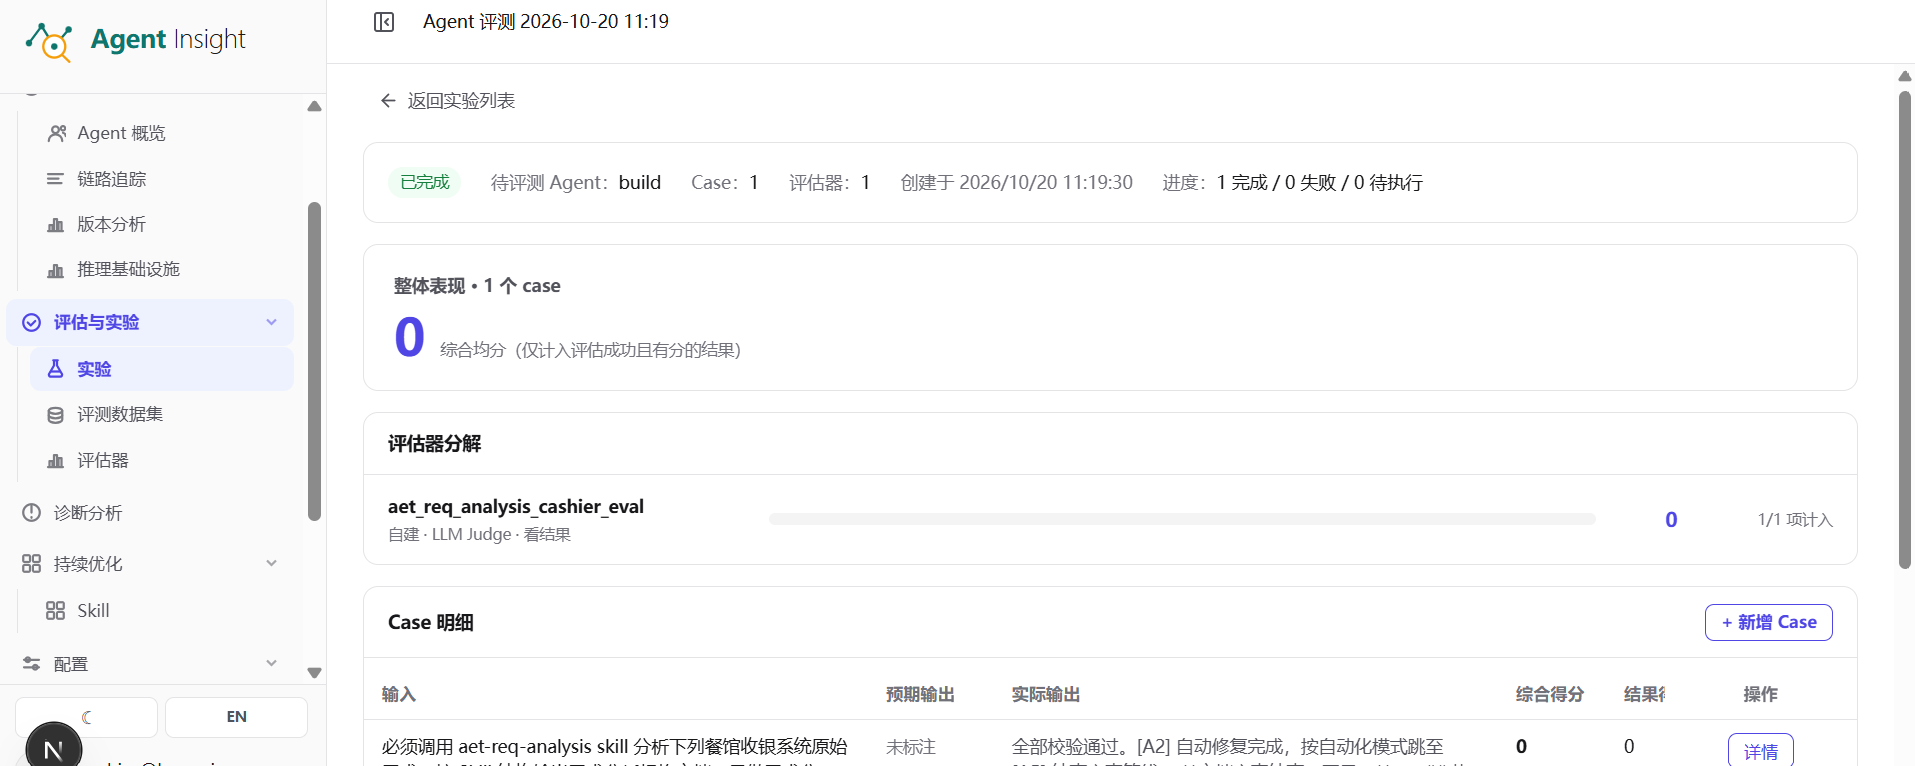 Agent Insight
Agent 概览
链路追踪
版本分析
推理基础设施
评估与实验
实验
评测数据集
评估器
诊断分析
持续优化
Skill
配置
EN
N
Agent 评测 2026-10-20 11:19
返回实验列表
已完成 待评测 Agent：build Case：1 评估器：1 创建于 2026/10/20 11:19:30 进度：1 完成 / 0 失败 / 0 待执行
整体表现 • 1 个 case
0 综合均分（仅计入评估成功且有分的结果）
评估器分解
aet_req_analysis_cashier_eval
自建 · LLM Judge · 看结果
0 1/1 项计入
Case 明细
+ 新增 Case
输入 预期输出 实际输出 综合得分 结果 操作
必须调用 aet-req-analysis skill 分析下列餐馆收银系统原始 未标注 全部校验通过。[A2] 自动修复完成，按自动化模式跳至 0 0 详情